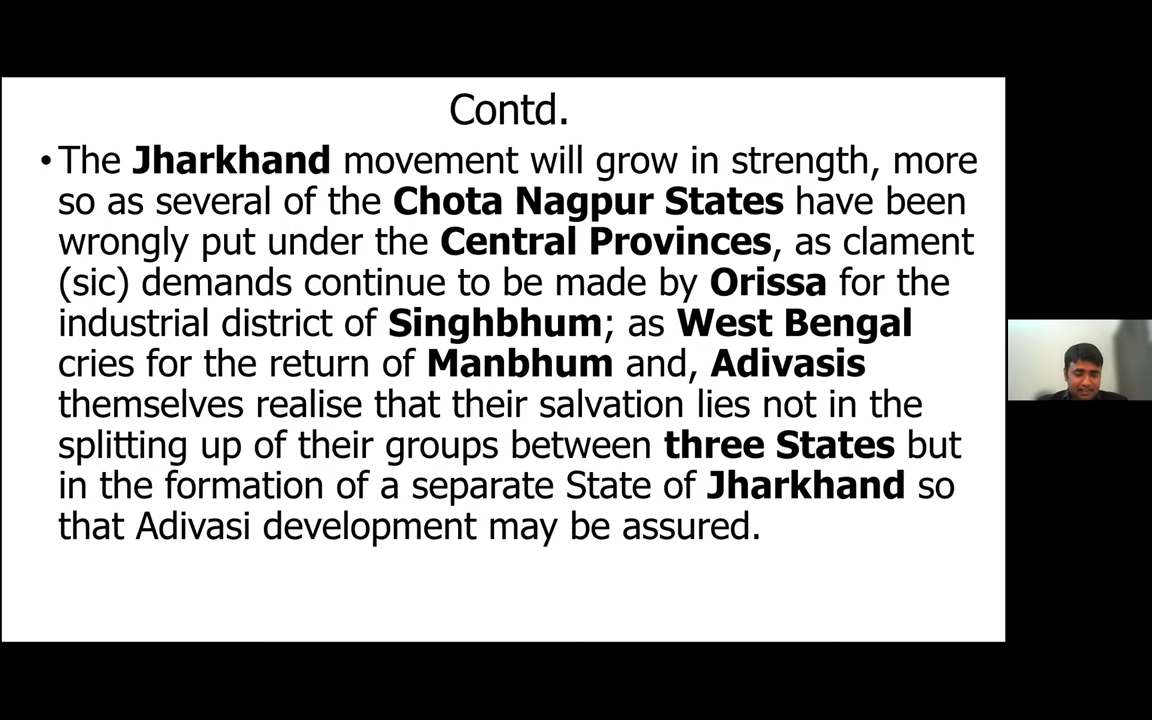 Contd.
• The Jharkhand movement will grow in strength, more
so as several of the Chota Nagpur States have been
wrongly put under the Central Provinces, as clament
(sic) demands continue to be made by Orissa for the
industrial district of Singhbhum; as West Bengal
cries for the return of Manbhum and, Adivasis
themselves realise that their salvation lies not in the
splitting up of their groups between three States but
in the formation of a separate State of Jharkhand so
that Adivasi development may be assured.